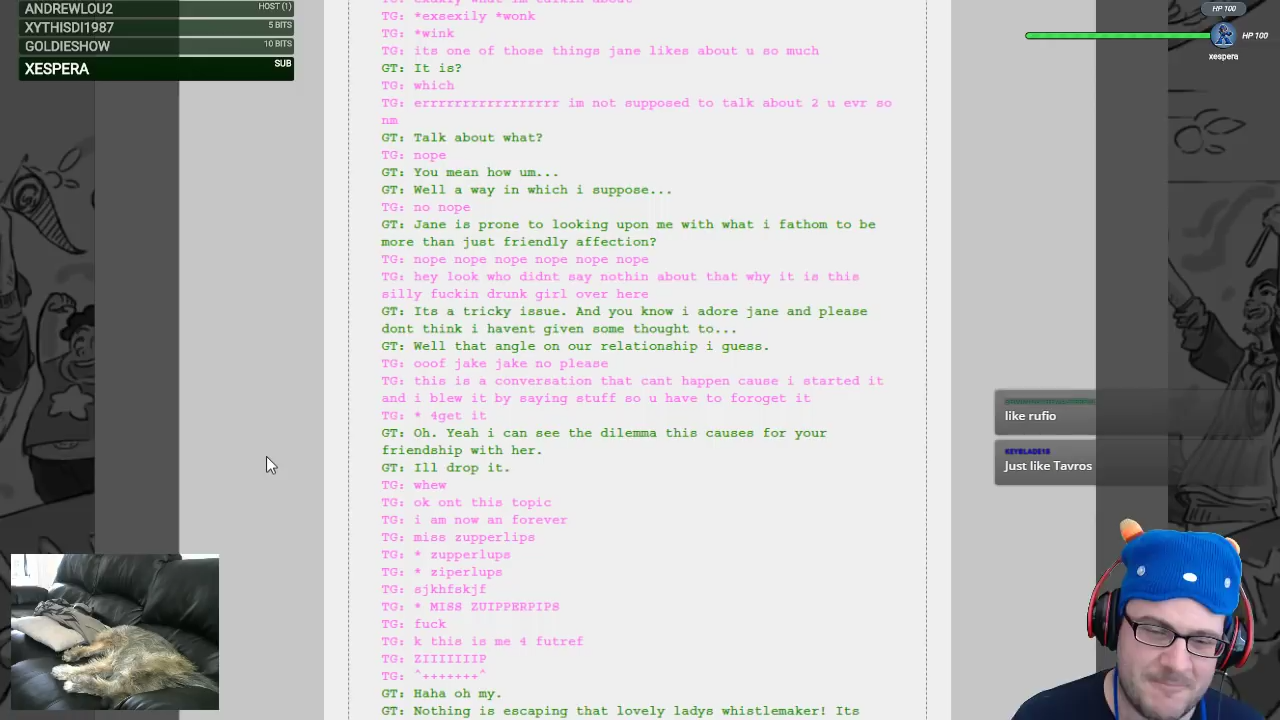 ANDREWLOU2 HOST (1)
XYTHISDI1987 5 BITS
GOLDIESHOW 10 BITS
XESPERA SUB
HP 100
HP 100
xespera
TG: *exsexily *wonk
TG: *wink
TG: its one of those things jane likes about u so much
GT: It is?
TG: which
TG: errrrrrrrrrrrrrrrr im not supposed to talk about 2 u evr so
nm
GT: Talk about what?
TG: nope
GT: You mean how um...
GT: Well a way in which i suppose...
TG: no nope
GT: Jane is prone to looking upon me with what i fathom to be
more than just friendly affection?
TG: nope nope nope nope nope nope
TG: hey look who didnt say nothin about that why it is this
silly fuckin drunk girl over here
GT: Its a tricky issue. And you know i adore jane and please
dont think i havent given some thought to...
GT: Well that angle on our relationship i guess.
TG: ooof jake jake no please
TG: this is a conversation that cant happen cause i started it
and i blew it by saying stuff so u have to foroget it
TG: * 4get it
GT: Oh. Yeah i can see the dilemma this causes for your
friendship with her.
GT: Ill drop it.
TG: whew
TG: ok ont this topic
TG: i am now an forever
TG: miss zupperlips
TG: * zupperlups
TG: * ziperlups
TG: sjkhfskjf
TG: * MISS ZUIPPERPIPS
TG: fuck
TG: k this is me 4 futref
TG: ZIIIIIIIP
TG: ^+++++++^
GT: Haha oh my.
GT: Nothing is escaping that lovely ladys whistlemaker! Its
like rufio
KEYBLADE18
Just like Tavros